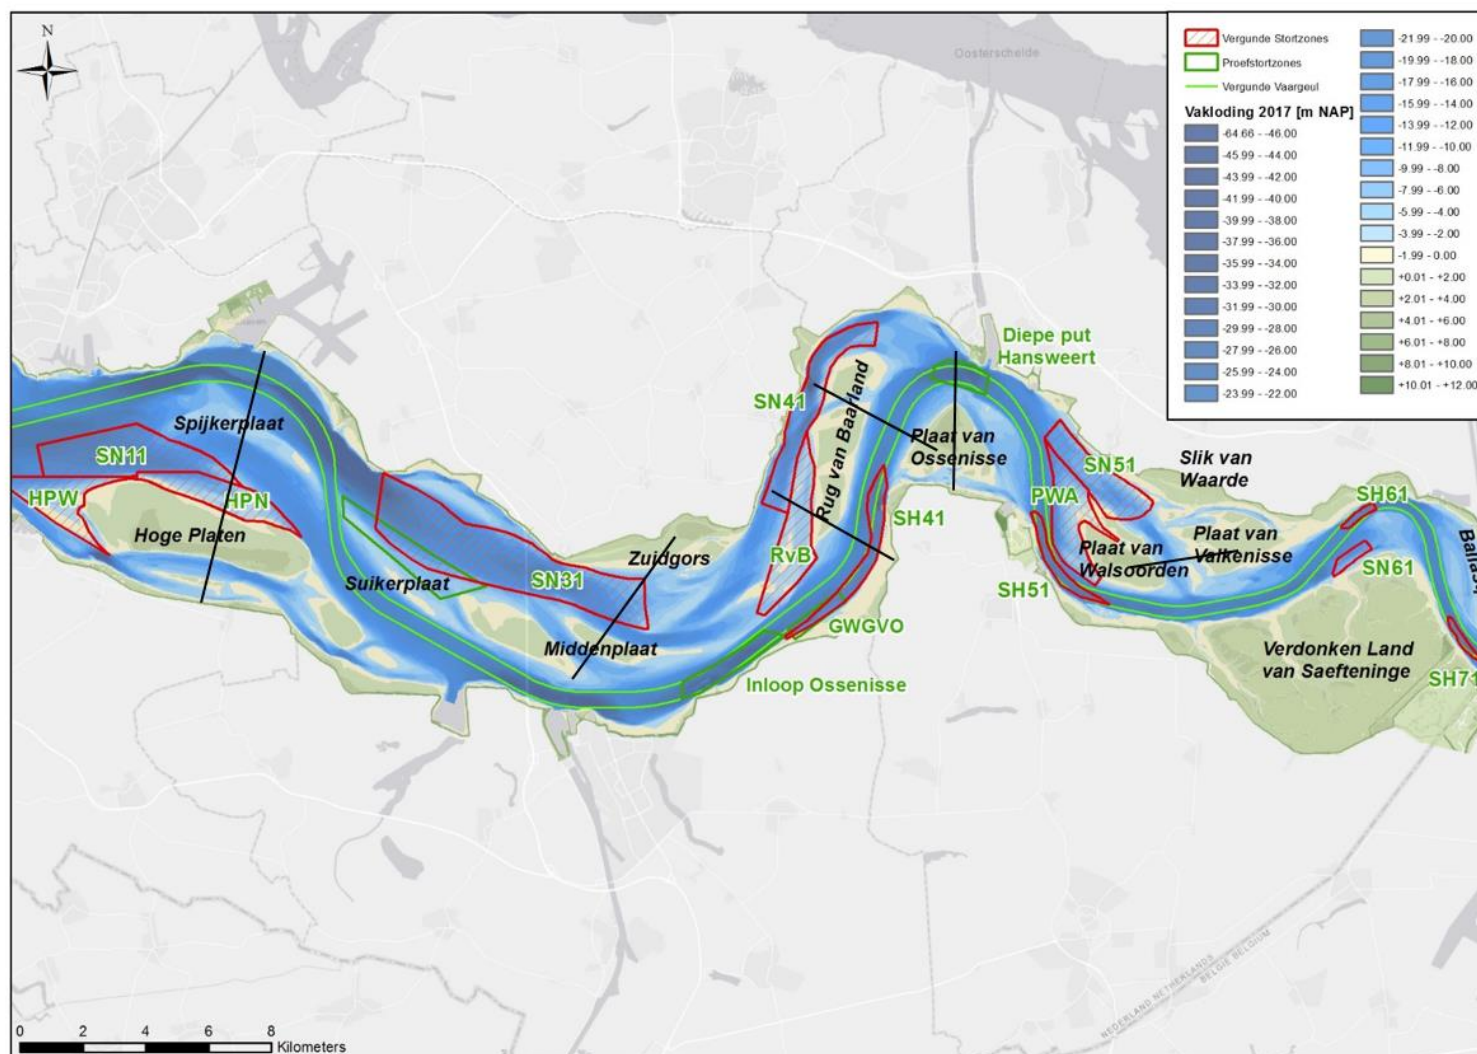 N
Oosterschelde
Vergunde Stortzones
Proefstortzones
Vergunde Vaargeul
Vakloding 2017 [m NAP]
-64.66 - -46.00
-45.99 - -44.00
-43.99 - -42.00
-41.99 - -40.00
-39.99 - -38.00
-37.99 - -36.00
-35.99 - -34.00
-33.99 - -32.00
-31.99 - -30.00
-29.99 - -28.00
-27.99 - -26.00
-25.99 - -24.00
-23.99 - -22.00
-21.99 - -20.00
-19.99 - -18.00
-17.99 - -16.00
-15.99 - -14.00
-13.99 - -12.00
-11.99 - -10.00
-9.99 - -8.00
-7.99 - -6.00
-5.99 - -4.00
-3.99 - -2.00
-1.99 - 0.00
+0.01 - +2.00
+2.01 - +4.00
+4.01 - +6.00
+6.01 - +8.00
+8.01 - +10.00
+10.01 - +12.00
Diepe put
Hansweert
SN41
Rug van Baarland
Plaat van
Ossenisse
Spijkerplaat
SN11
HPW
HPN
Hoge Platen
SN51
Slik van
Waarde
PWA
SH41
SH61
Plaat van
Walsoorden
Plaat van
Valkenisse
SN61
Suikerplaat
SN31
Zuidgors
RvB
SH51
GWGVO
Middenplaat
Inloop Ossenisse
Verdonken Land
van Saefteninge
SH71
NEDERLAND NETHERLANDS
BELGIE BELGIUM
0 2 4 6 8
Kilometers